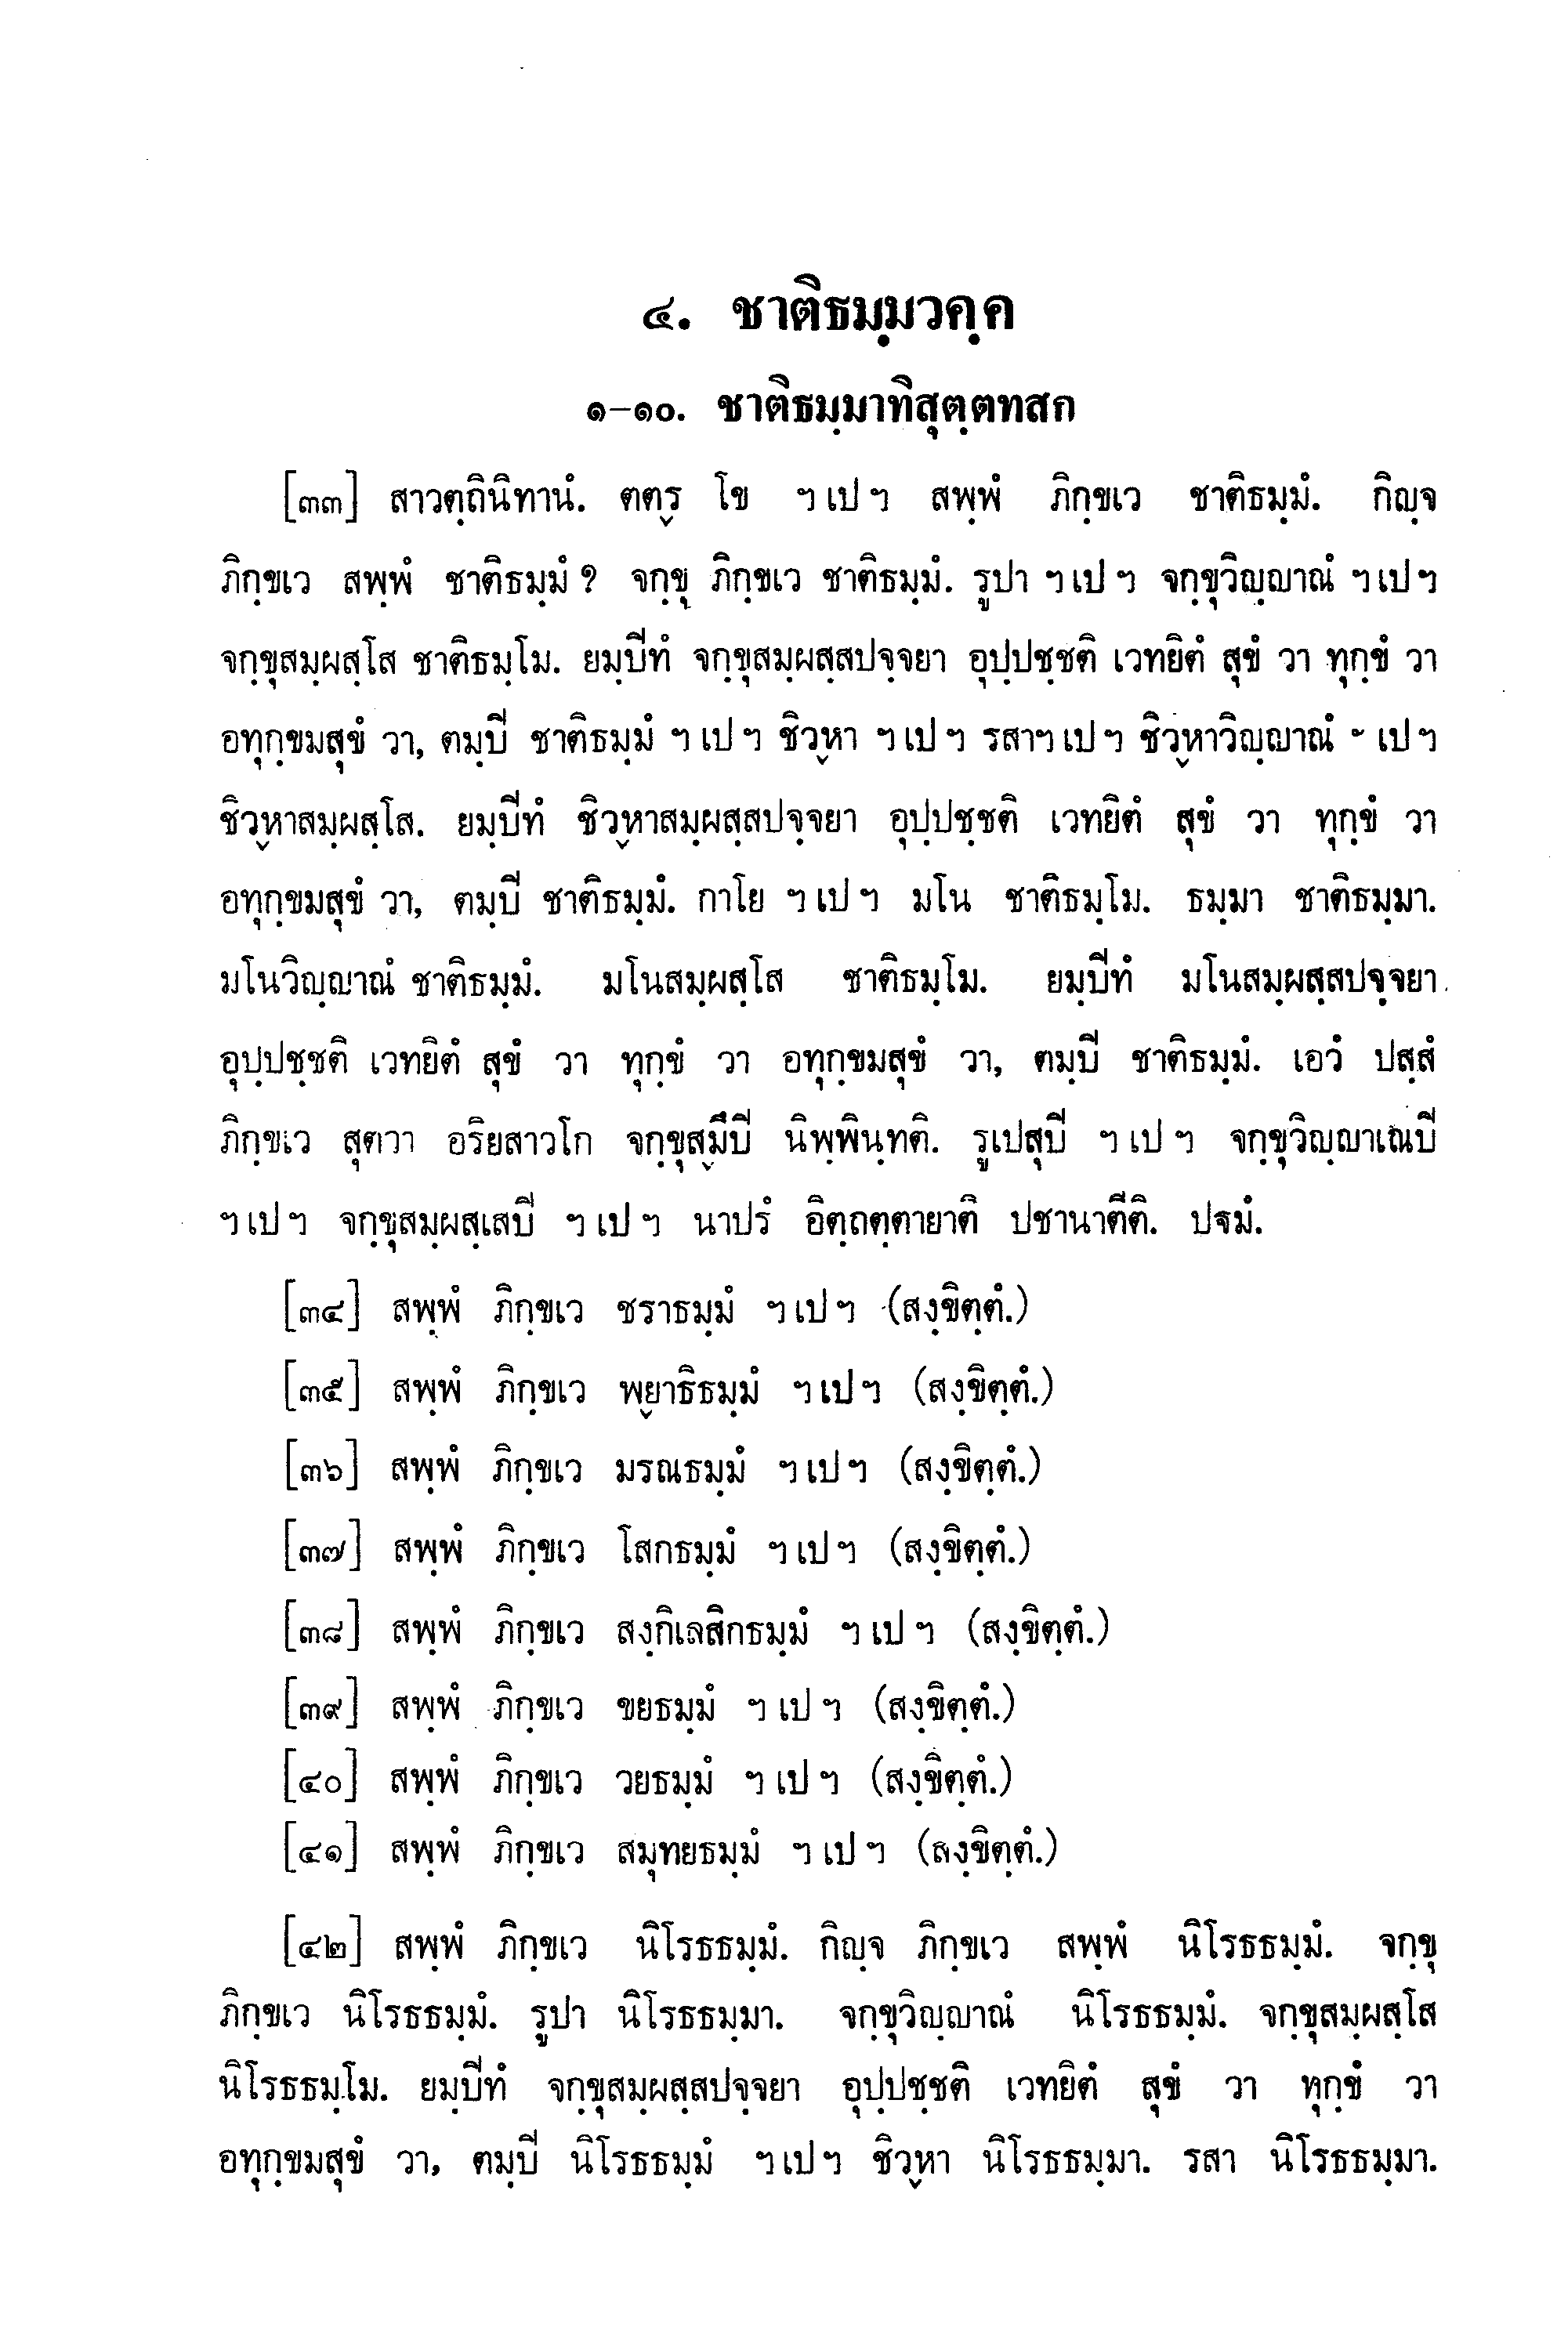 ๔. ชาติธมฺมวคฺค
๑–๑๐. ชาติธมฺมาทิสุตฺตทสก
[๓๓] สาวตฺถินิทานํ. ตตฺร โข ฯ เป ฯ สพฺพํ ภิกฺขเว ชาติธมฺมํ. กิญฺจ
ภิกฺขเว สพฺพํ ชาติธมฺมํ ? จกฺขุ ภิกฺขเว ชาติธมฺมํ. รูปา ฯ เป ฯ จกฺขุวิญฺญาณํ ฯ เป ฯ
จกฺขุสมฺผสฺโส ชาติธมฺโม. ยมฺปีทํ จกฺขุสมฺผสฺสปจฺจยา อุปฺปชฺชติ เวทยิตํ สุขํ วา ทุกฺขํ วา
อทุกฺขมสุขํ วา, ตมฺปี ชาติธมฺมํ ฯ เป ฯ ชิวฺหา ฯ เป ฯ รสาฯ เป ฯ ชิวฺหาวิญฺญาณํ ฯ เป ฯ
ชิวฺหาสมฺผสฺโส. ยมฺปีทํ ชิวฺหาสมฺผสฺสปจฺจยา อุปฺปชฺชติ เวทยิตํ สุขํ วา ทุกฺขํ วา
อทุกฺขมสุขํ วา, ตมฺปี ชาติธมฺมํ. กาโย ฯ เป ฯ มโน ชาติธมฺโม. ธมฺมา ชาติธมฺมา.
มโนวิญฺญาณํ ชาติธมฺมํ. มโนสมฺผสฺโส ชาติธมฺโม. ยมฺปีทํ มโนสมฺผสฺสปจฺจยา
อุปฺปชฺชติ เวทยิตํ สุขํ วา ทุกฺขํ วา อทุกฺขมสุขํ วา, ตมฺปี ชาติธมฺมํ. เอวํ ปสฺสํ
ภิกฺขเว สุตวา อริยสาวโก จกฺขุสฺมึปี นิพฺพินฺทติ. รูเปสุปี ฯ เป ฯ จกฺขุวิญฺญาเณปี
ฯ เป ฯ จกฺขุสมฺผสฺเสปี ฯ เป ฯ นาปรํ อิตฺถตฺตายาติ ปชานาตีติ. ปฐมํ.
[๓๔] สพฺพํ ภิกฺขเว ชราธมฺมํ ฯ เป ฯ (สงฺขิตฺตํ.)
[๓๕] สพฺพํ ภิกฺขเว พฺยาธิธมฺมํ ฯ เป ฯ (สงฺขิตฺตํ.)
[๓๖] สพฺพํ ภิกฺขเว มรณธมฺมํ ฯ เป ฯ (สงฺขิตฺตํ.)
[๓๗] สพฺพํ ภิกฺขเว โสกธมฺมํ ฯ เป ฯ (สงฺขิตฺตํ.)
[๓๘] สพฺพํ ภิกฺขเว สงฺกิเลสิกธมฺมํ ฯ เป ฯ (สงฺขิตฺตํ.)
[๓๙] สพฺพํ ภิกฺขเว ขยธมฺมํ ฯ เป ฯ (สงฺขิตฺตํ.)
[๔๐] สพฺพํ ภิกฺขเว วยธมฺมํ ฯ เป ฯ (สงฺขิตฺตํ.)
[๔๑] สพฺพํ ภิกฺขเว สมุทยธมฺมํ ฯ เป ฯ (สงฺขิตฺตํ.)
[๔๒] สพฺพํ ภิกฺขเว นิโรธธมฺมํ. กิญฺจ ภิกฺขเว สพฺพํ นิโรธธมฺมํ. จกฺขุ
ภิกฺขเว นิโรธธมฺมํ. รูปา นิโรธธมฺมา. จกฺขุวิญฺญาณํ นิโรธธมฺมํ. จกฺขุสมฺผสฺโส
นิโรธธมฺโม. ยมฺปีทํ จกฺขุสมฺผสฺสปจฺจยา อุปฺปชฺชติ เวทยิตํ สุขํ วา ทุกฺขํ วา
อทุกฺขมสุขํ วา, ตมฺปี นิโรธธมฺมํ ฯ เป ฯ ชิวฺหา นิโรธธมฺมา. รสา นิโรธธมฺมา.